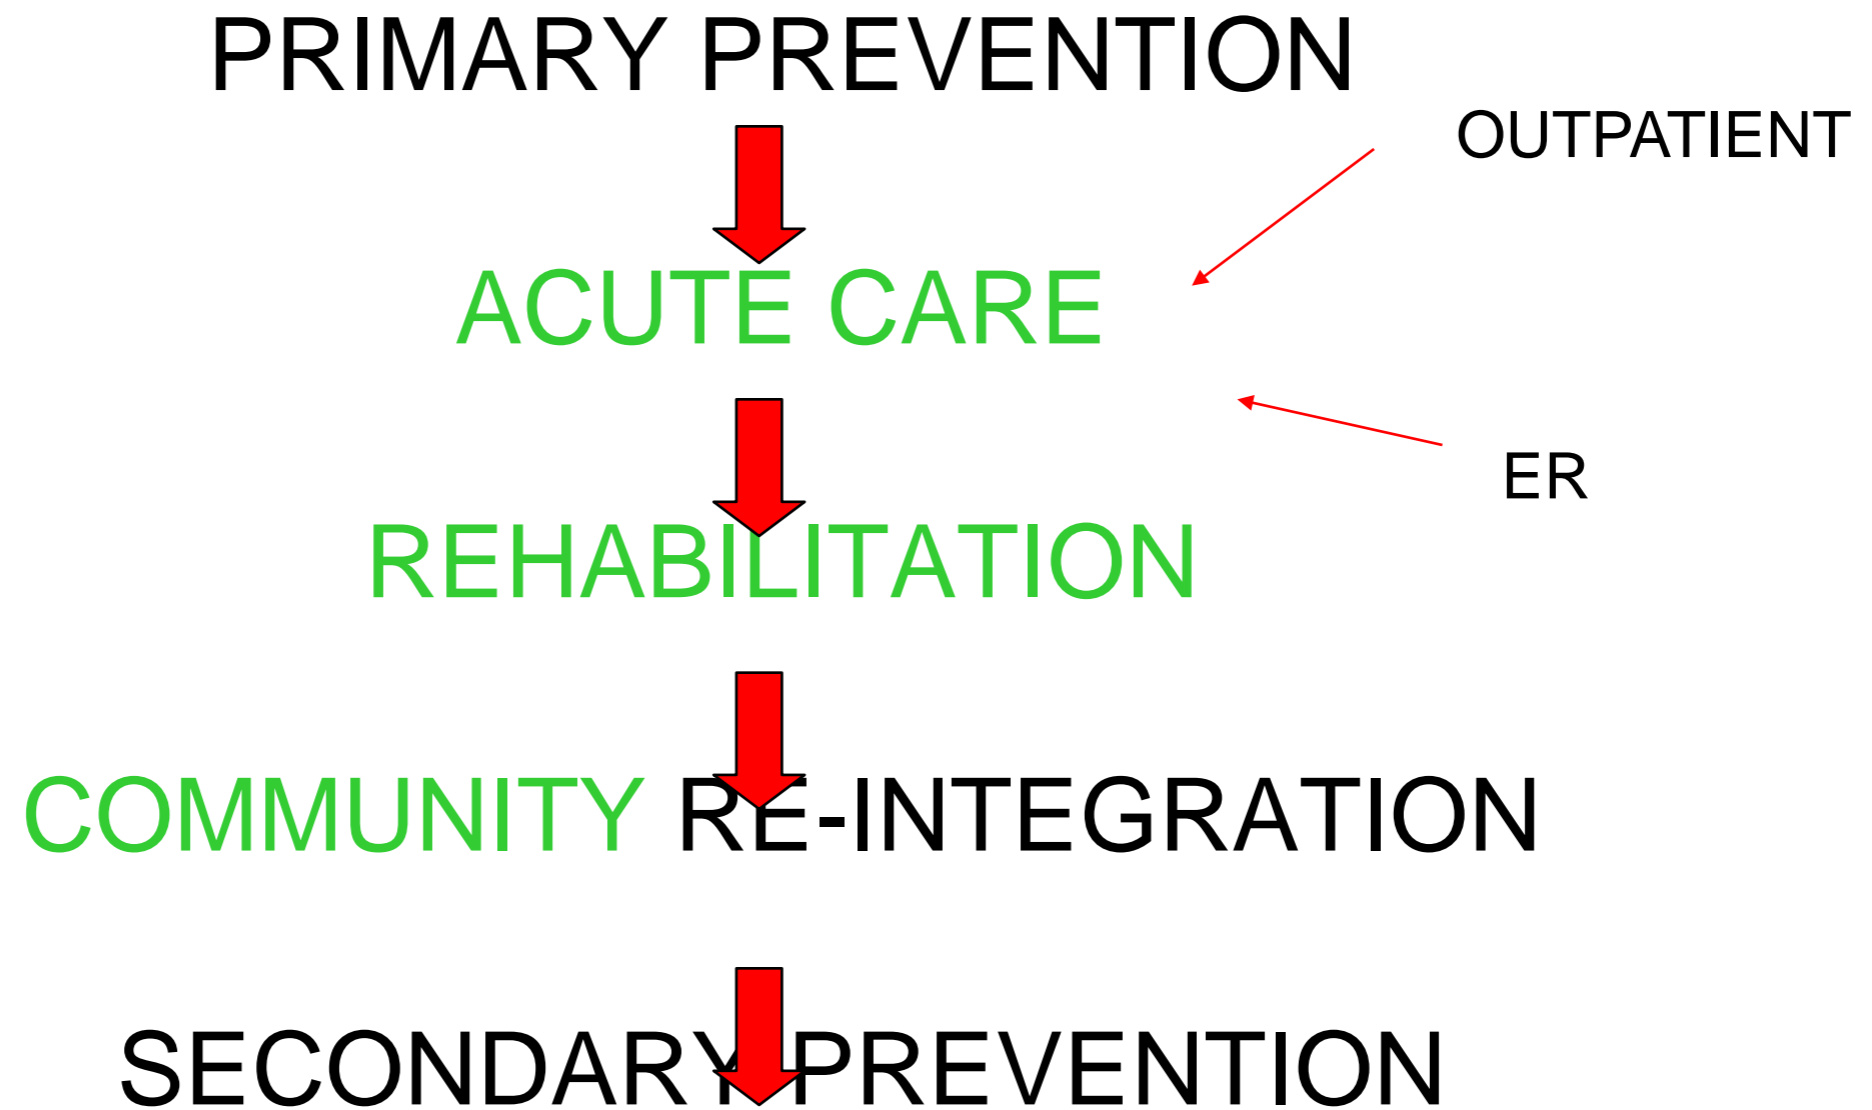 PRIMARY PREVENTION
OUTPATIENT
ACUTE CARE
ER
REHABILITATION
COMMUNITY RE-INTEGRATION
SECONDARY PREVENTION